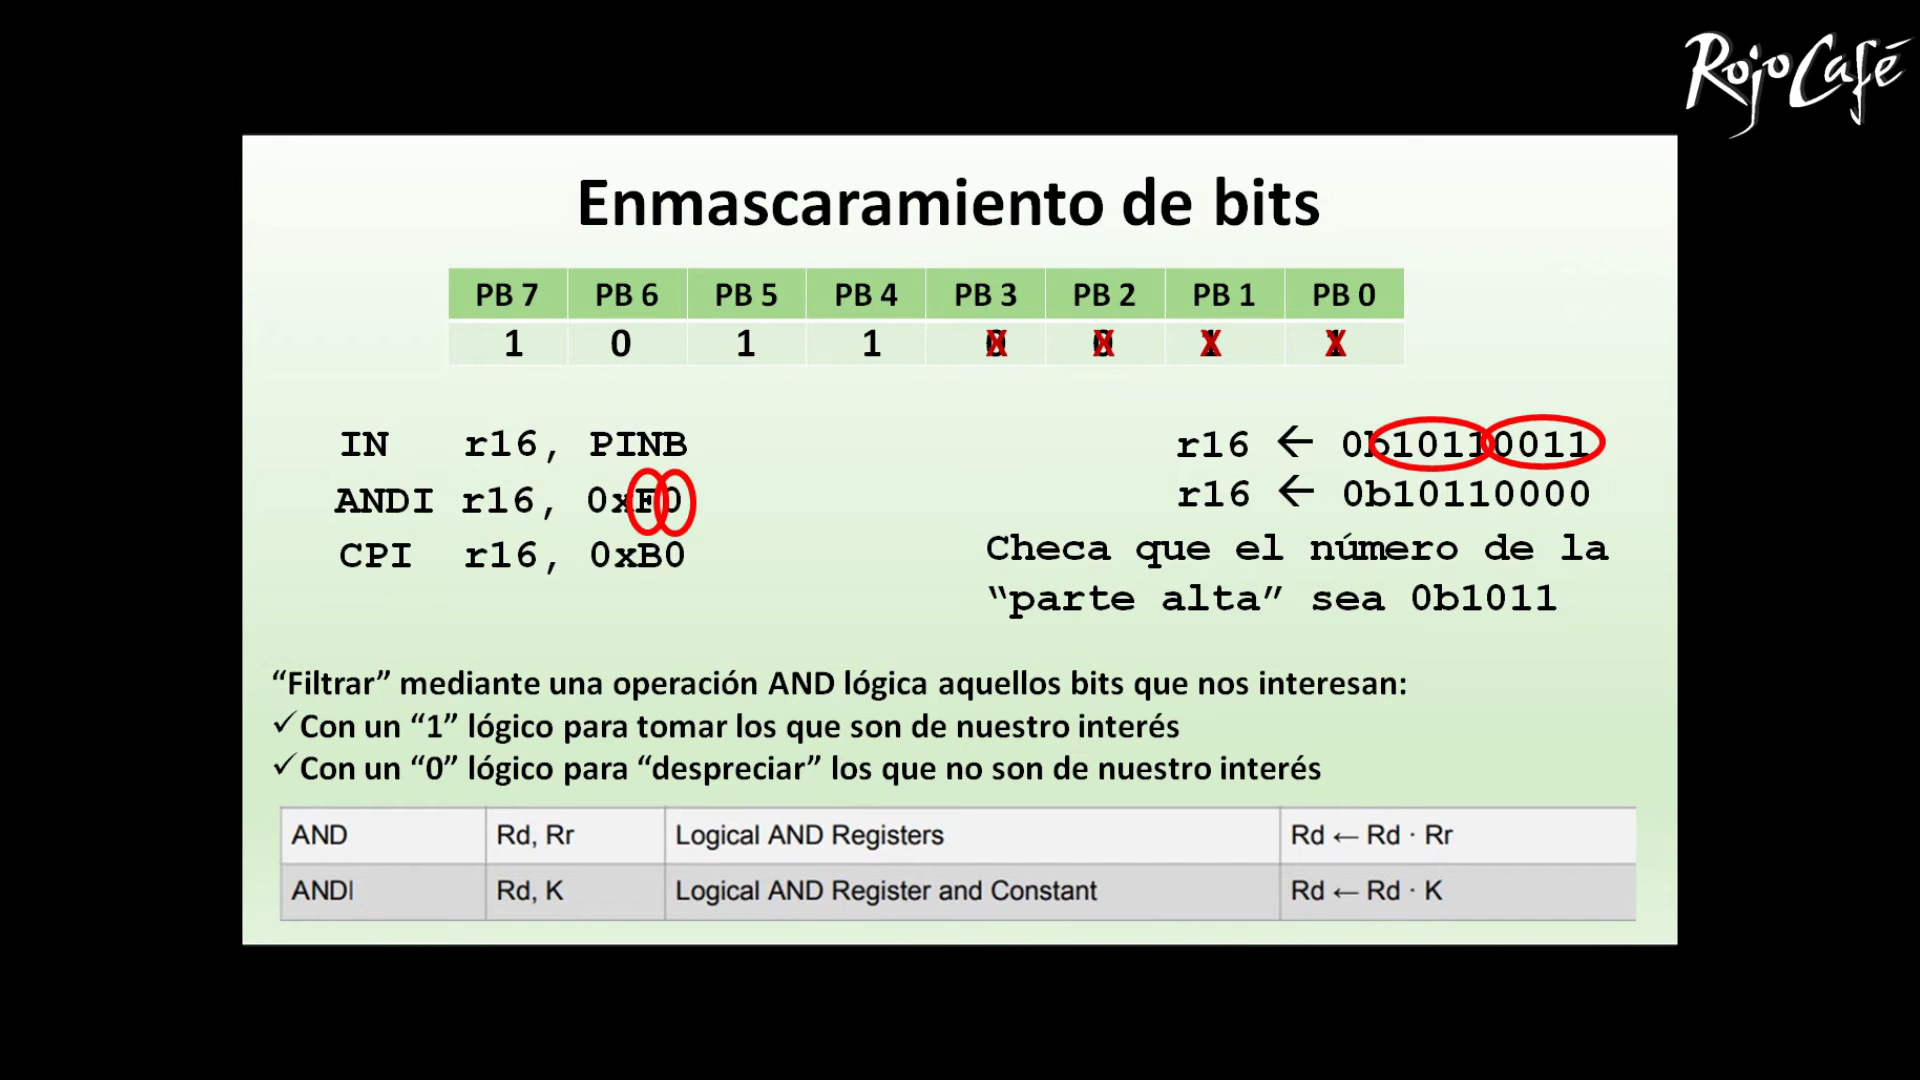 RojoCafé
Enmascaramiento de bits
PB 7 PB 6 PB 5 PB 4 PB 3 PB 2 PB 1 PB 0
1 0 1 1 0 0 1 1
X X X X
IN r16, PINB
ANDI r16, 0xF0
CPI r16, 0xB0
r16 ← 0b10110011
r16 ← 0b10110000
Checa que el número de la
“parte alta” sea 0b1011
“Filtrar” mediante una operación AND lógica aquellos bits que nos interesan:
✓Con un “1” lógico para tomar los que son de nuestro interés
✓Con un “0” lógico para “despreciar” los que no son de nuestro interés
AND Rd, Rr Logical AND Registers Rd ← Rd · Rr
ANDI Rd, K Logical AND Register and Constant Rd ← Rd · K